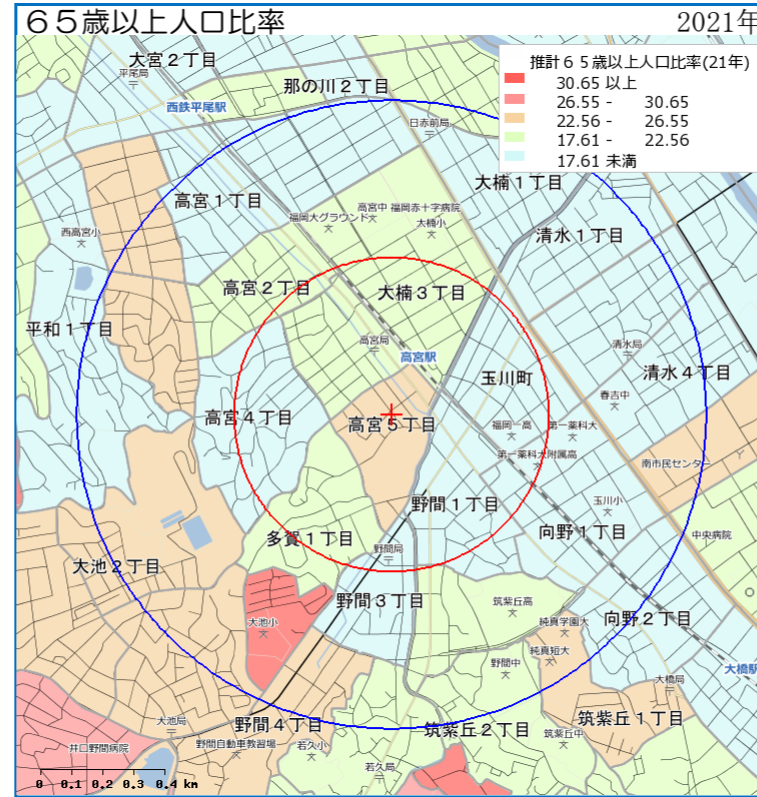 ６５歳以上人口比率
2021年
推計６５歳以上人口比率(21年)
30.65 以上
26.55 - 30.65
22.56 - 26.55
17.61 - 22.56
17.61 未満
大宮２丁目
平尾局
那の川２丁目
西鉄平尾駅
日赤前局
大楠１丁目
高宮１丁目
高宮中
福岡赤十字病院
福岡大グラウンド
大楠小
西高宮小
清水１丁目
高宮２丁目
大楠３丁目
平和１丁目
高宮局
高宮駅
清水局
玉川町
清水４丁目
春吉中
高宮４丁目
高宮５丁目
福岡一高
第一薬科大
第一薬科大附属高
南市民センター
野間１丁目
玉川小
多賀１丁目
野間局
向野１丁目
中央病院
大池２丁目
野間３丁目
筑紫丘高
大池小
純真学園大
向野２丁目
純真短大
野間中
大橋駅
大橋局
野間４丁目
筑紫丘１丁目
大池局
筑紫丘２丁目
筑紫丘中
井口野間病院
野間自動車教習場
若久小
若久局
0 0.1 0.2 0.3 0.4 km